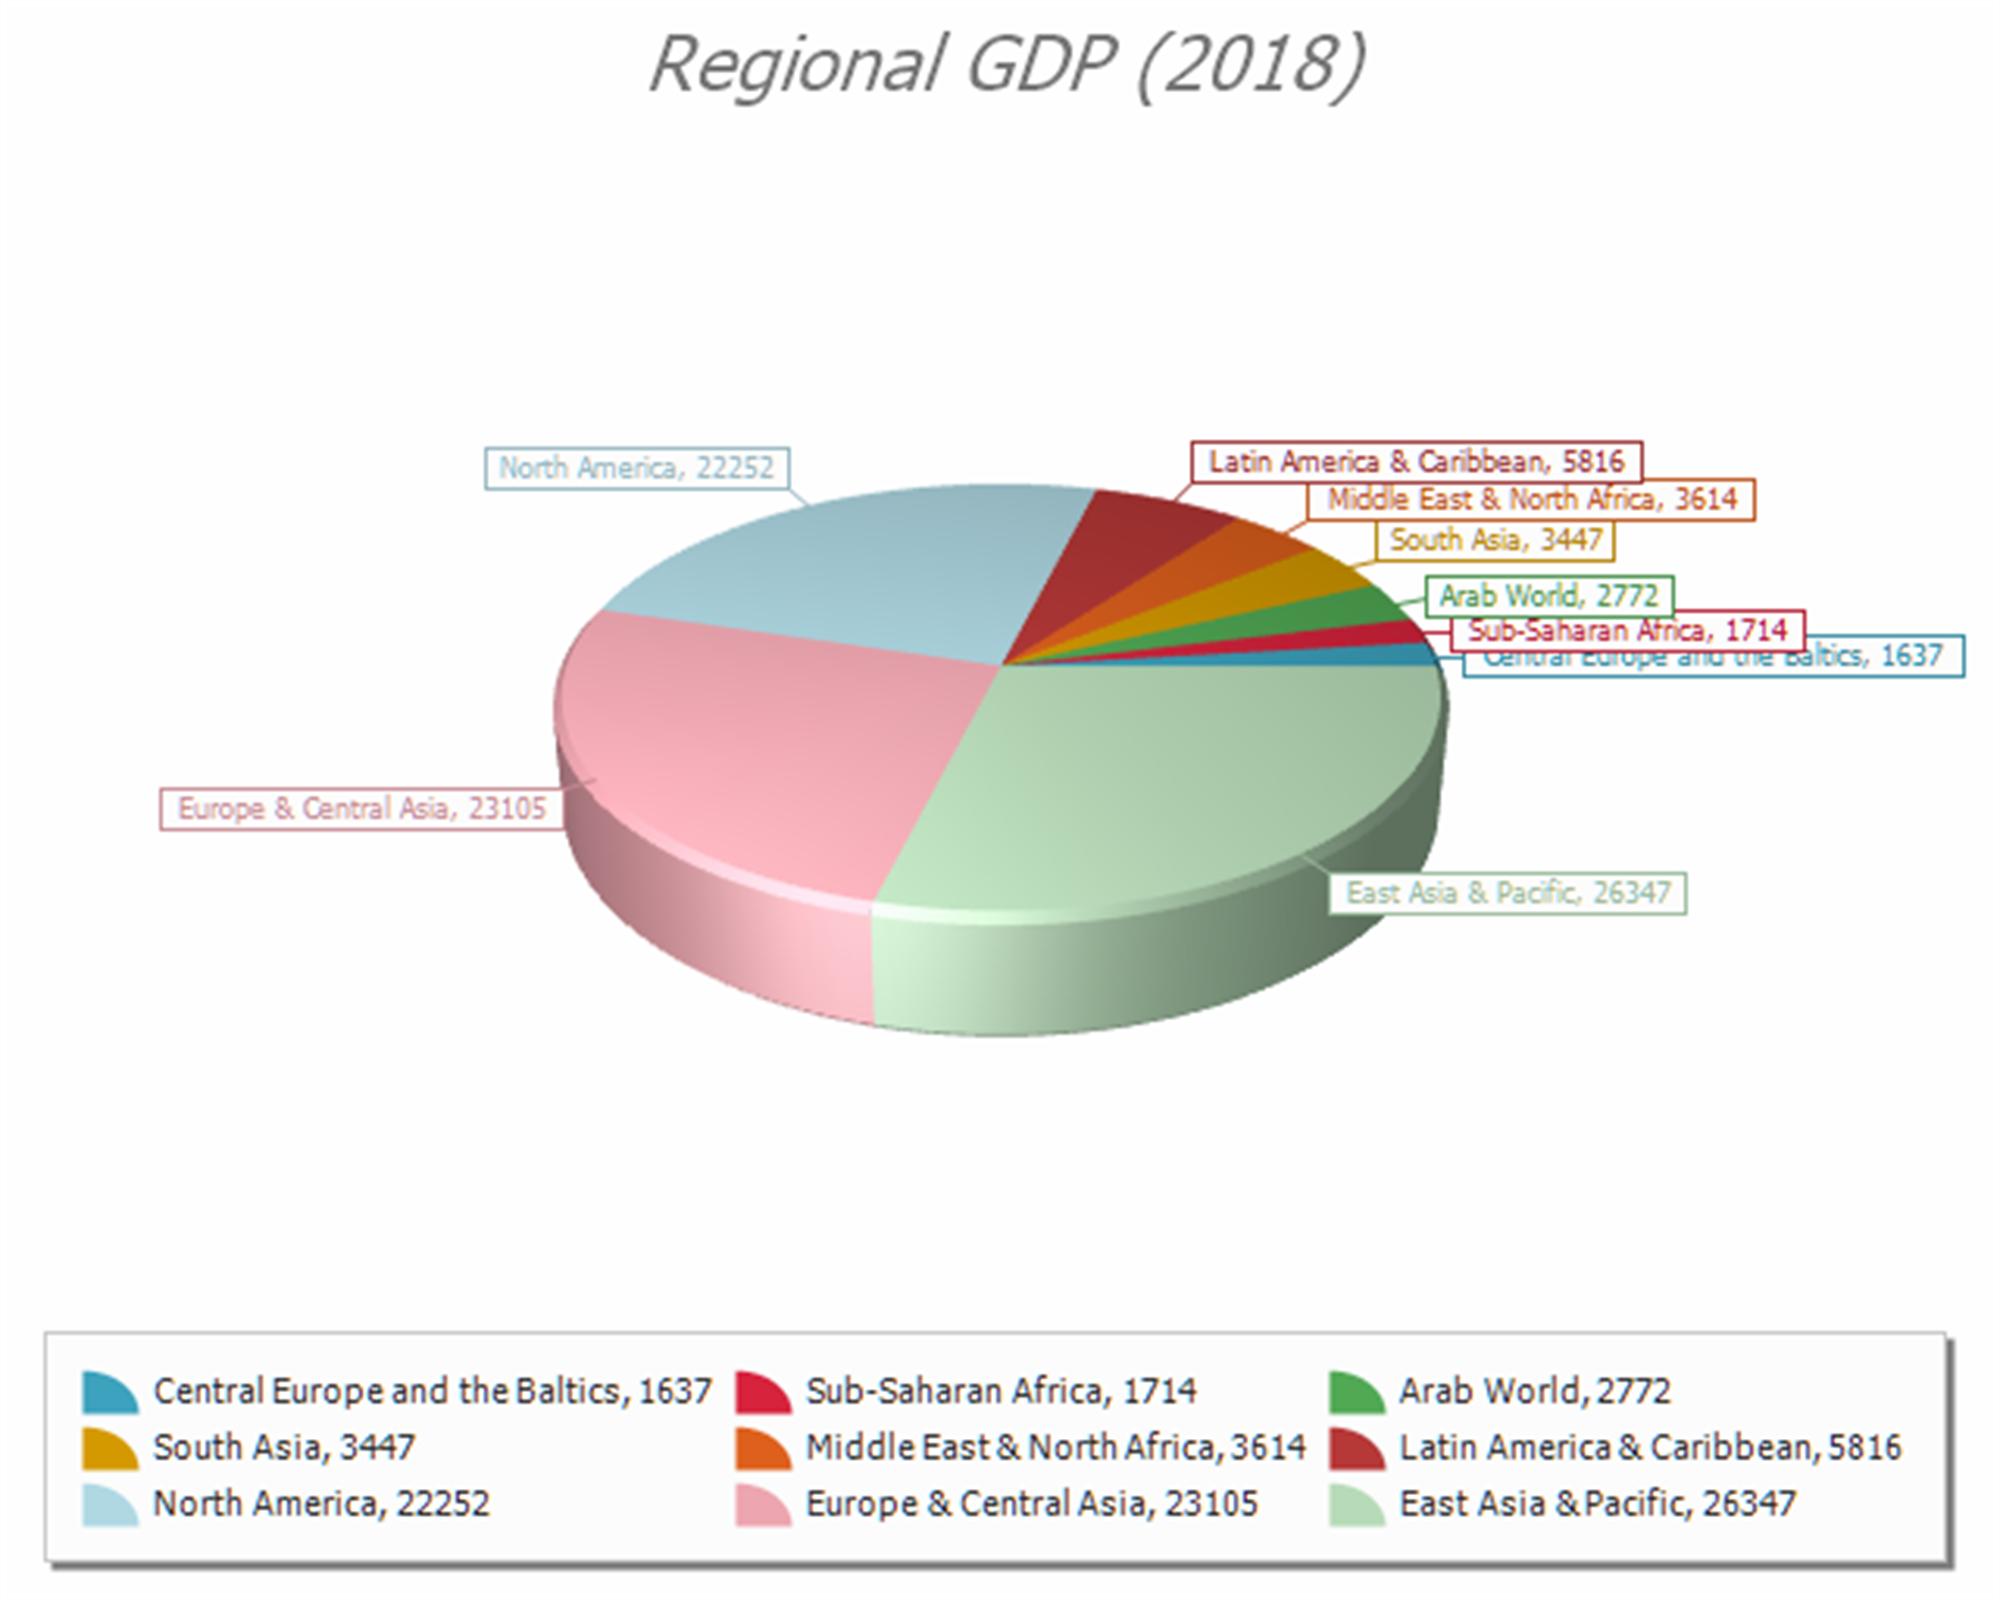 Regional GDP (2018)
North America, 22252
Latin America & Caribbean, 5816
Middle East & North Africa, 3614
South Asia, 3447
Arab World, 2772
Sub-Saharan Africa, 1714
Central Europe and the Baltics, 1637
Europe & Central Asia, 23105
East Asia & Pacific, 26347
Central Europe and the Baltics, 1637 Sub-Saharan Africa, 1714 Arab World, 2772
South Asia, 3447 Middle East & North Africa, 3614 Latin America & Caribbean, 5816
North America, 22252 Europe & Central Asia, 23105 East Asia & Pacific, 26347